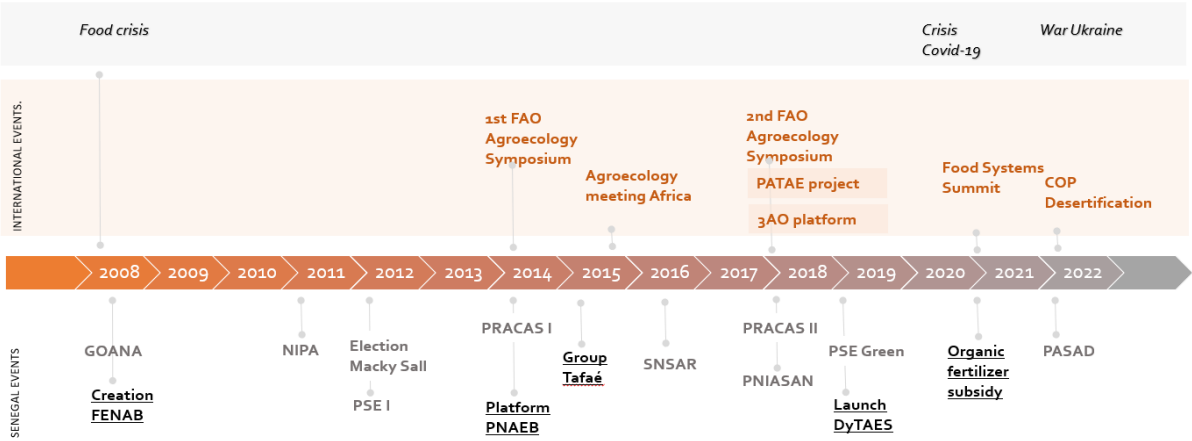 Food crisis
Crisis
Covid-19
War Ukraine
INTERNATIONAL EVENTS.
1st FAO
Agroecology
Symposium
Agroecology
meeting Africa
2nd FAO
Agroecology
Symposium
PATAE project
3AO platform
Food Systems
Summit
COP
Desertification
2008
2009
2010
2011
2012
2013
2014
2015
2016
2017
2018
2019
2020
2021
2022
SENEGAL EVENTS
GOANA
Creation
FENAB
NIPA
Election
Macky Sall
PSE I
PRACAS I
Platform
PNAEB
Group
Tafaé
SNSAR
PRACAS II
PNIASAN
PSE Green
Launch
DyTAES
Organic
fertilizer
subsidy
PASAD